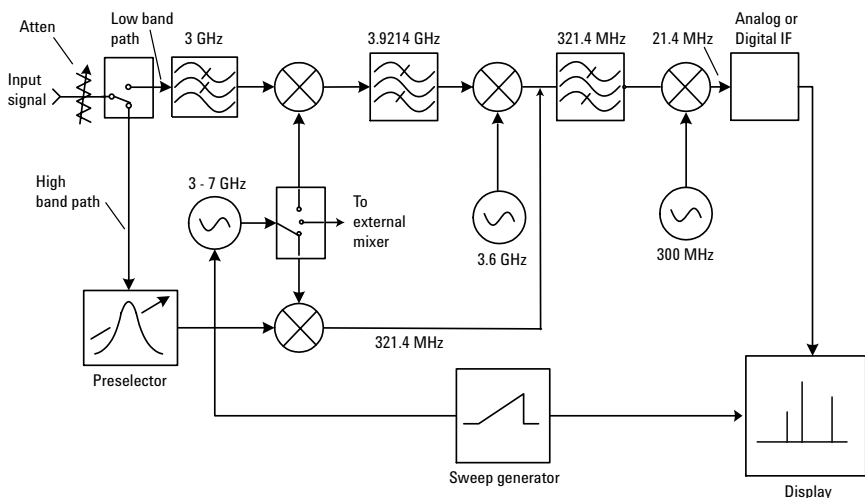 Atten
Low band
path
3 GHz
3.9214 GHz
321.4 MHz
21.4 MHz
Analog or
Digital IF
Input
signal
High
band path
3 - 7 GHz
To
external
mixer
3.6 GHz
300 MHz
321.4 MHz
Preselector
Sweep generator
Display